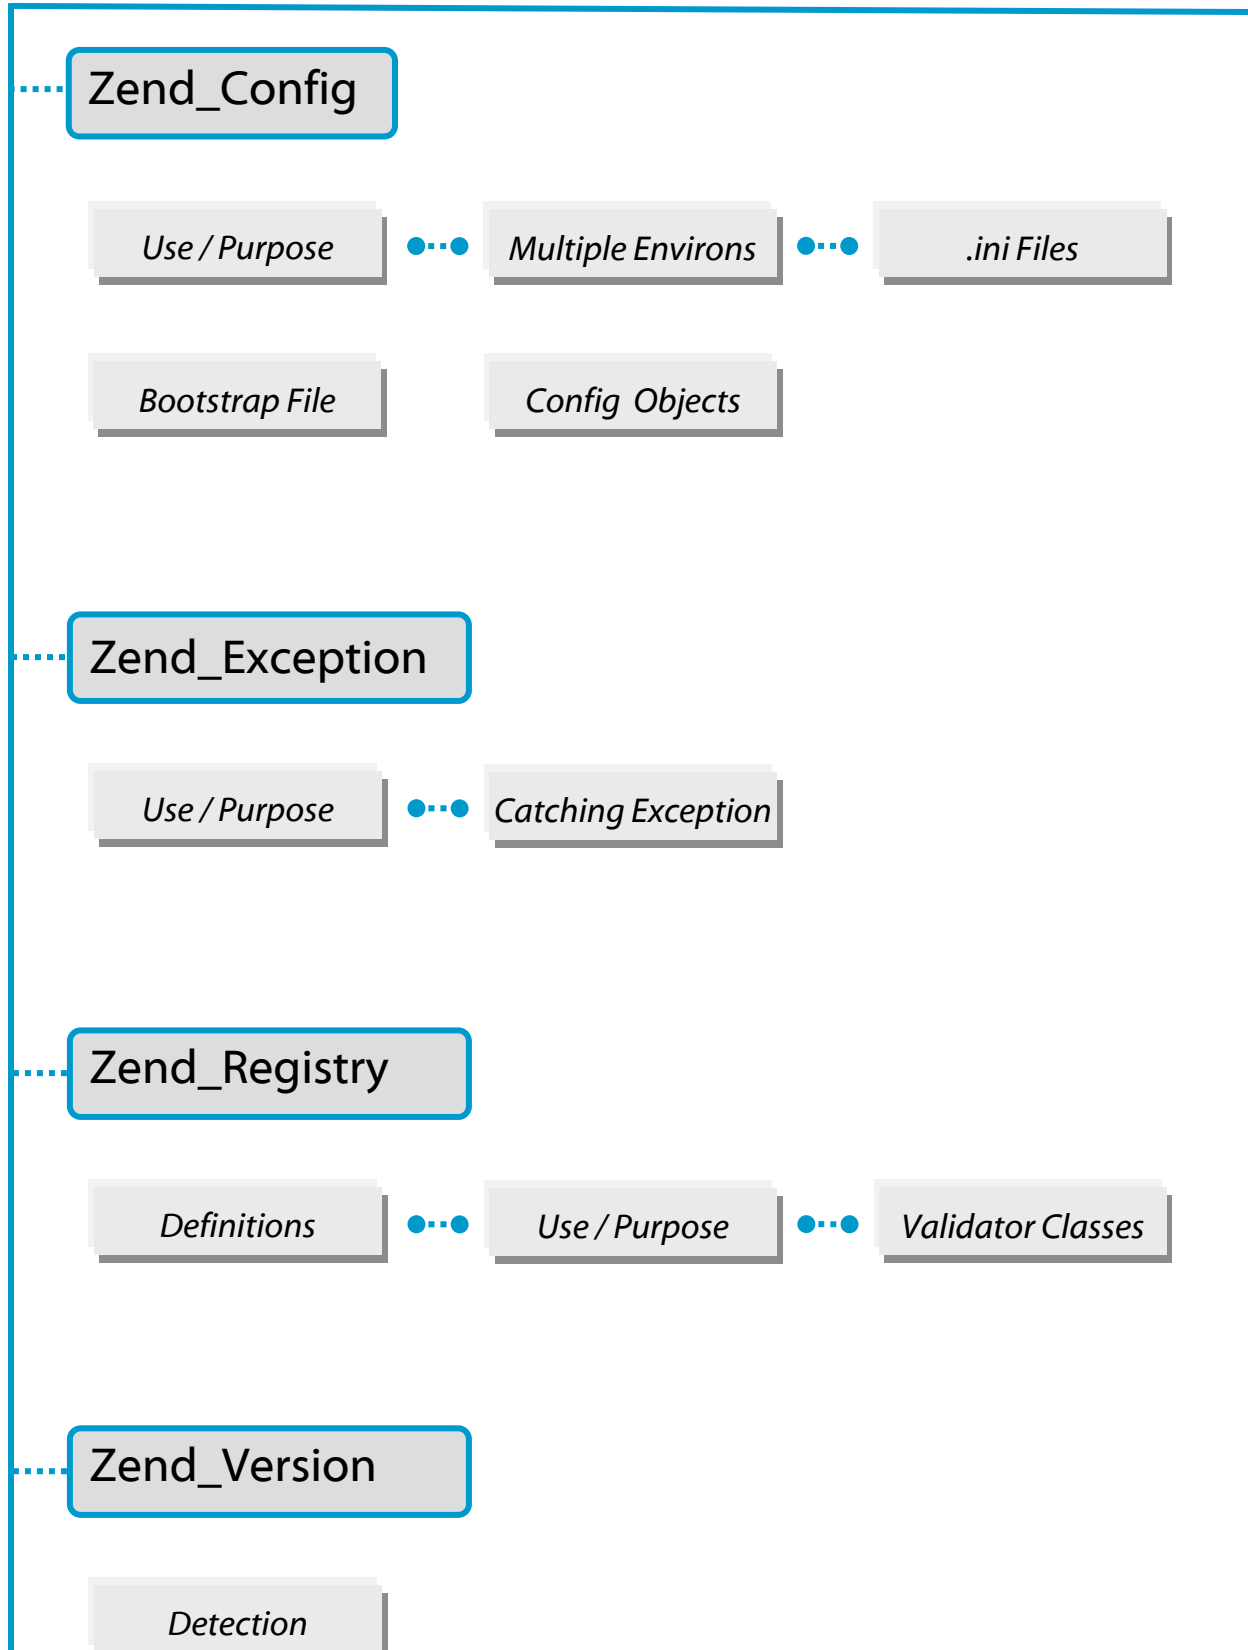 Zend_Config
Use / Purpose
Multiple Environs
.ini Files
Bootstrap File
Config Objects
Zend_Exception
Use / Purpose
Catching Exception
Zend_Registry
Definitions
Use / Purpose
Validator Classes
Zend_Version
Detection